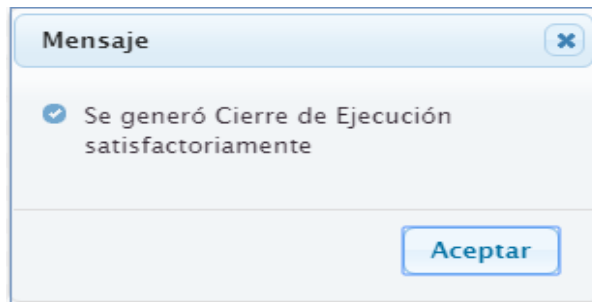 Mensaje
Se generó Cierre de Ejecución
satisfactoriamente
Aceptar